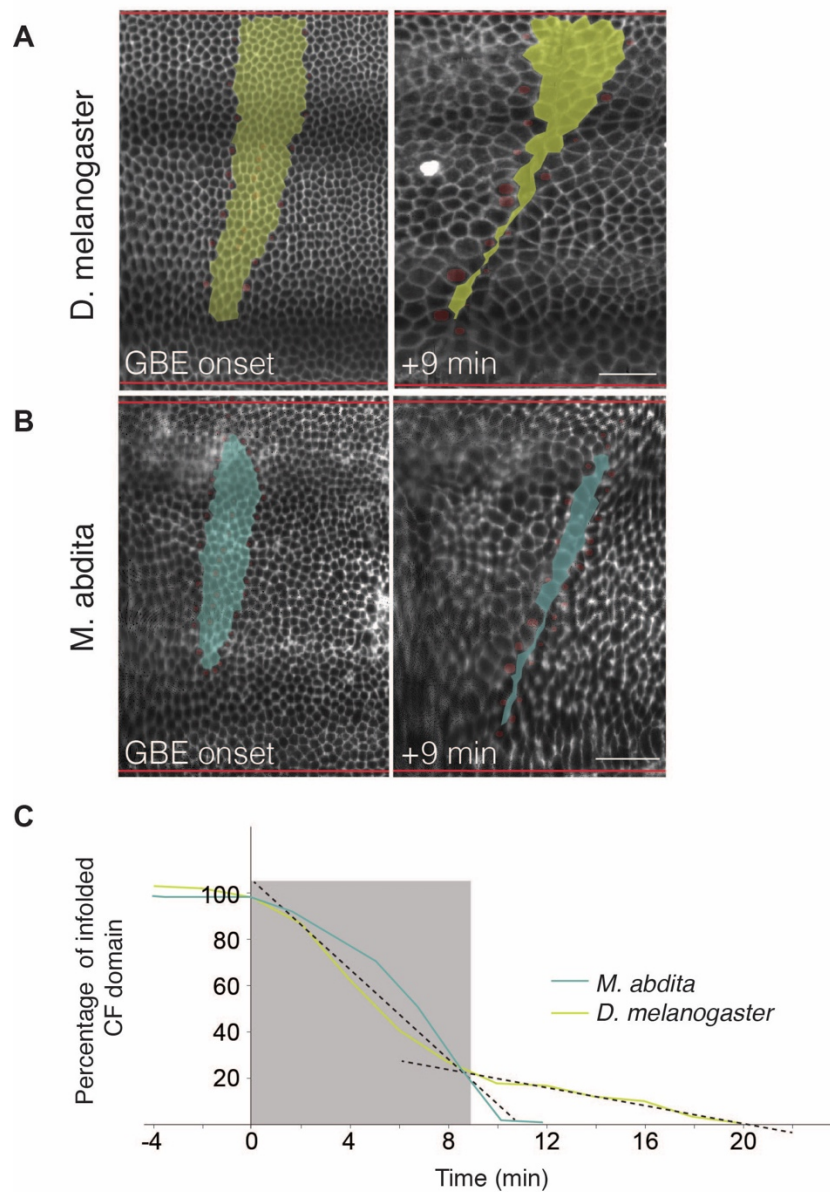 A
D. melanogaster
GBE onset
+9 min
B
M. abdita
GBE onset
+9 min
C
Percentage of infolded
CF domain
100
80
60
40
20
M. abdita
D. melanogaster
-4
0
4
8
12
16
20
Time (min)